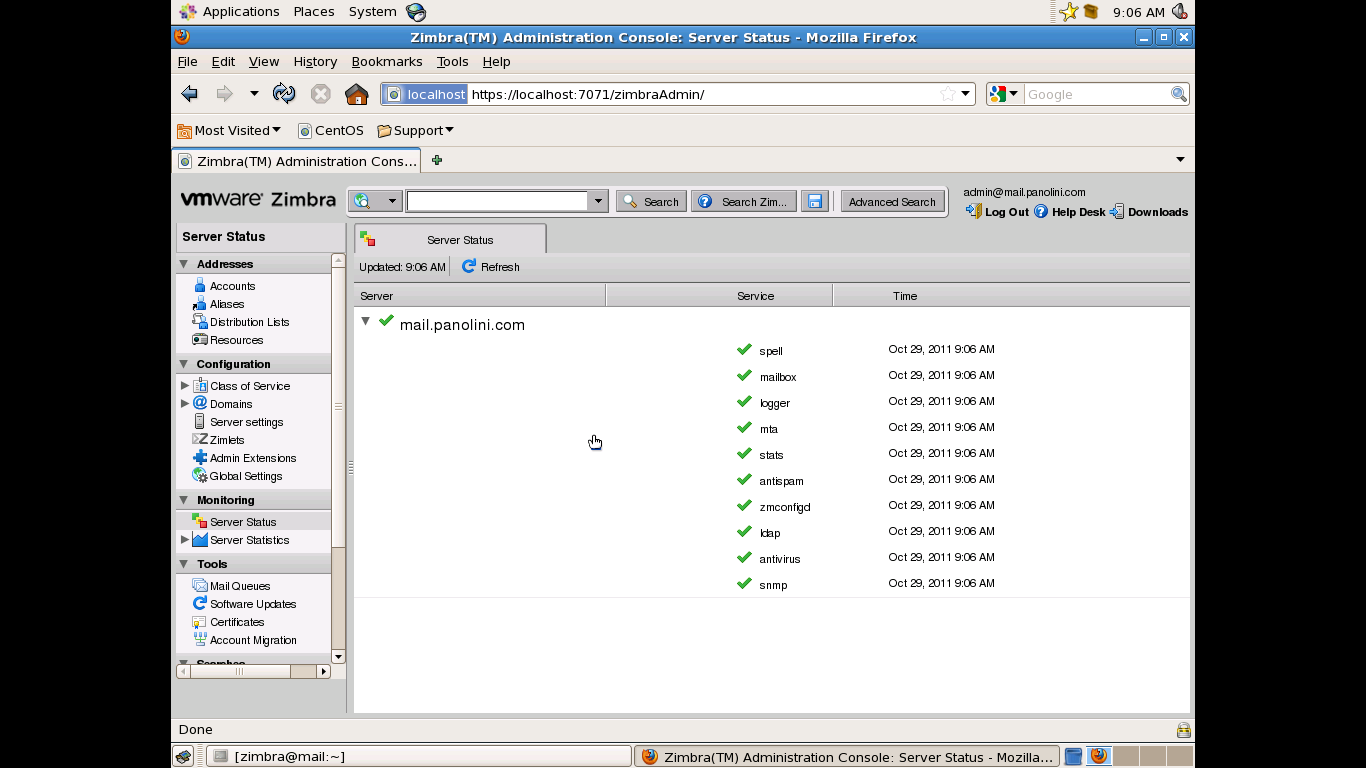 Applications Places System 9:06 AM
Zimbra(TM) Administration Console: Server Status - Mozilla Firefox
File Edit View History Bookmarks Tools Help
localhost https://localhost:7071/zimbraAdmin/ Google
Most Visited CentOS Support
Zimbra(TM) Administration Cons...
vmware Zimbra Search Search Zim... Advanced Search
admin@mail.panolini.com
Log Out Help Desk Downloads
Server Status
Addresses
Accounts
Aliases
Distribution Lists
Resources
Configuration
Class of Service
Domains
Server settings
Zimlets
Admin Extensions
Global Settings
Monitoring
Server Status
Server Statistics
Tools
Mail Queues
Software Updates
Certificates
Account Migration
Searches
Server Status
Updated: 9:06 AM Refresh
Server Service Time
mail.panolini.com
spell Oct 29, 2011 9:06 AM
mailbox Oct 29, 2011 9:06 AM
logger Oct 29, 2011 9:06 AM
mta Oct 29, 2011 9:06 AM
stats Oct 29, 2011 9:06 AM
antispam Oct 29, 2011 9:06 AM
zmconfigd Oct 29, 2011 9:06 AM
ldap Oct 29, 2011 9:06 AM
antivirus Oct 29, 2011 9:06 AM
snmp Oct 29, 2011 9:06 AM
Done
[zimbra@mail:~] Zimbra(TM) Administration Console: Server Status - Mozilla...